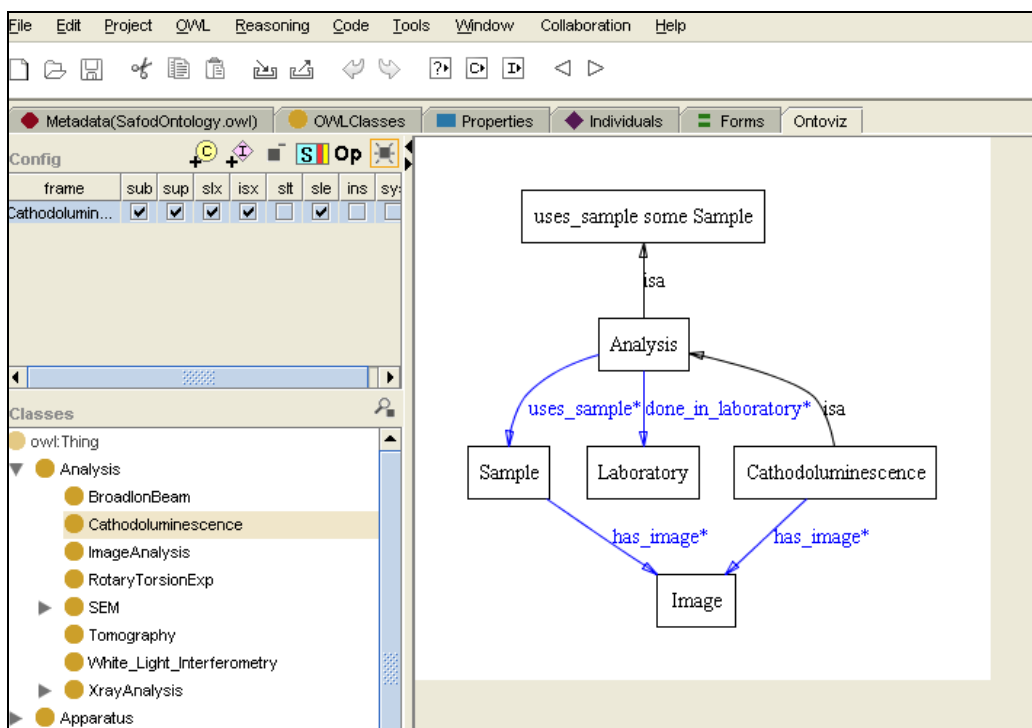 File Edit Project OWL Reasoning Code Tools Window Collaboration Help
? C I
Metadata(SafodOntology.owl) OWLClasses Properties Individuals Forms Ontoviz
Config
C I S Op
frame sub sup slx isx slt sle ins sy:
Cathodolumin...
uses_sample some Sample
isa
Analysis
uses_sample* done_in_laboratory* isa
Sample Laboratory Cathodoluminescence
has_image* has_image*
Image
Classes
owl:Thing
Analysis
BroadIonBeam
Cathodoluminescence
ImageAnalysis
RotaryTorsionExp
SEM
Tomography
White_Light_Interferometry
XrayAnalysis
Apparatus